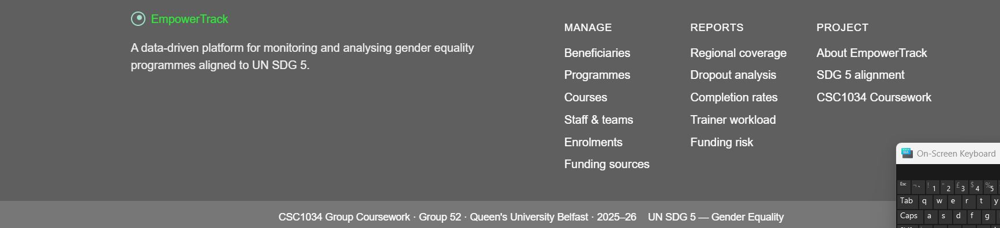 EmpowerTrack
A data-driven platform for monitoring and analysing gender equality
programmes aligned to UN SDG 5.
MANAGE
Beneficiaries
Programmes
Courses
Staff & teams
Enrolments
Funding sources
REPORTS
Regional coverage
Dropout analysis
Completion rates
Trainer workload
Funding risk
PROJECT
About EmpowerTrack
SDG 5 alignment
CSC1034 Coursework
CSC1034 Group Coursework · Group 52 · Queen's University Belfast · 2025–26 UN SDG 5 — Gender Equality
On-Screen Keyboard
Esc ¬ ` ! 1 " 2 £ 3 $ 4 % 5
Tab q w e r t y
Caps a s d f g